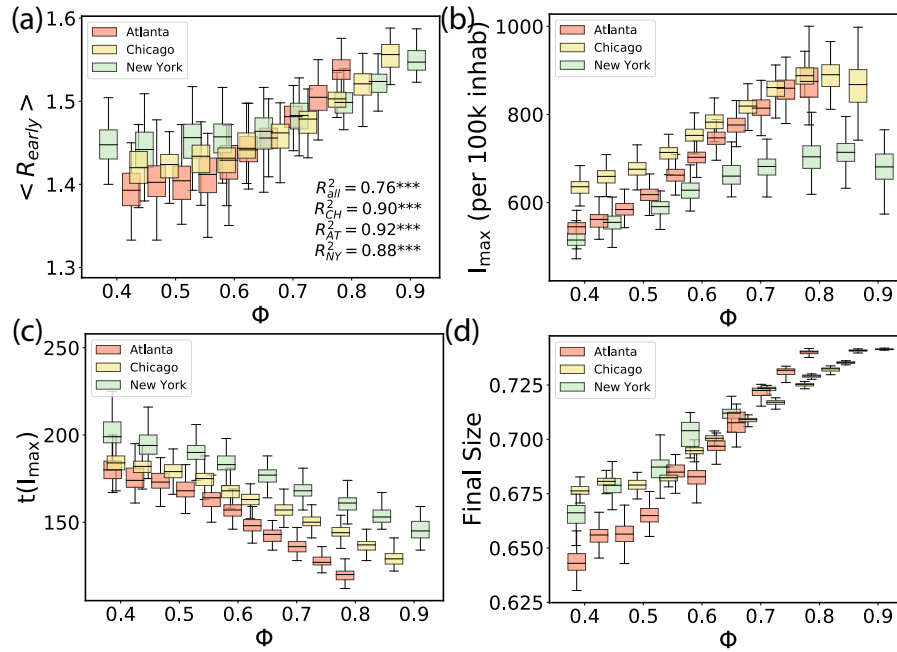 (a)
1.6
1.5
1.4
1.3
< R_early >
Atlanta
Chicago
New York
R²_all = 0.76***
R²_CH = 0.90***
R²_AT = 0.92***
R²_NY = 0.88***
0.4 0.5 0.6 0.7 0.8 0.9
Φ
(b)
1000
800
600
I_max (per 100k inhab)
Atlanta
Chicago
New York
0.4 0.5 0.6 0.7 0.8 0.9
Φ
(c)
250
200
150
t(I_max)
Atlanta
Chicago
New York
0.4 0.5 0.6 0.7 0.8 0.9
Φ
(d)
0.725
0.700
0.675
0.650
0.625
Final Size
Atlanta
Chicago
New York
0.4 0.5 0.6 0.7 0.8 0.9
Φ